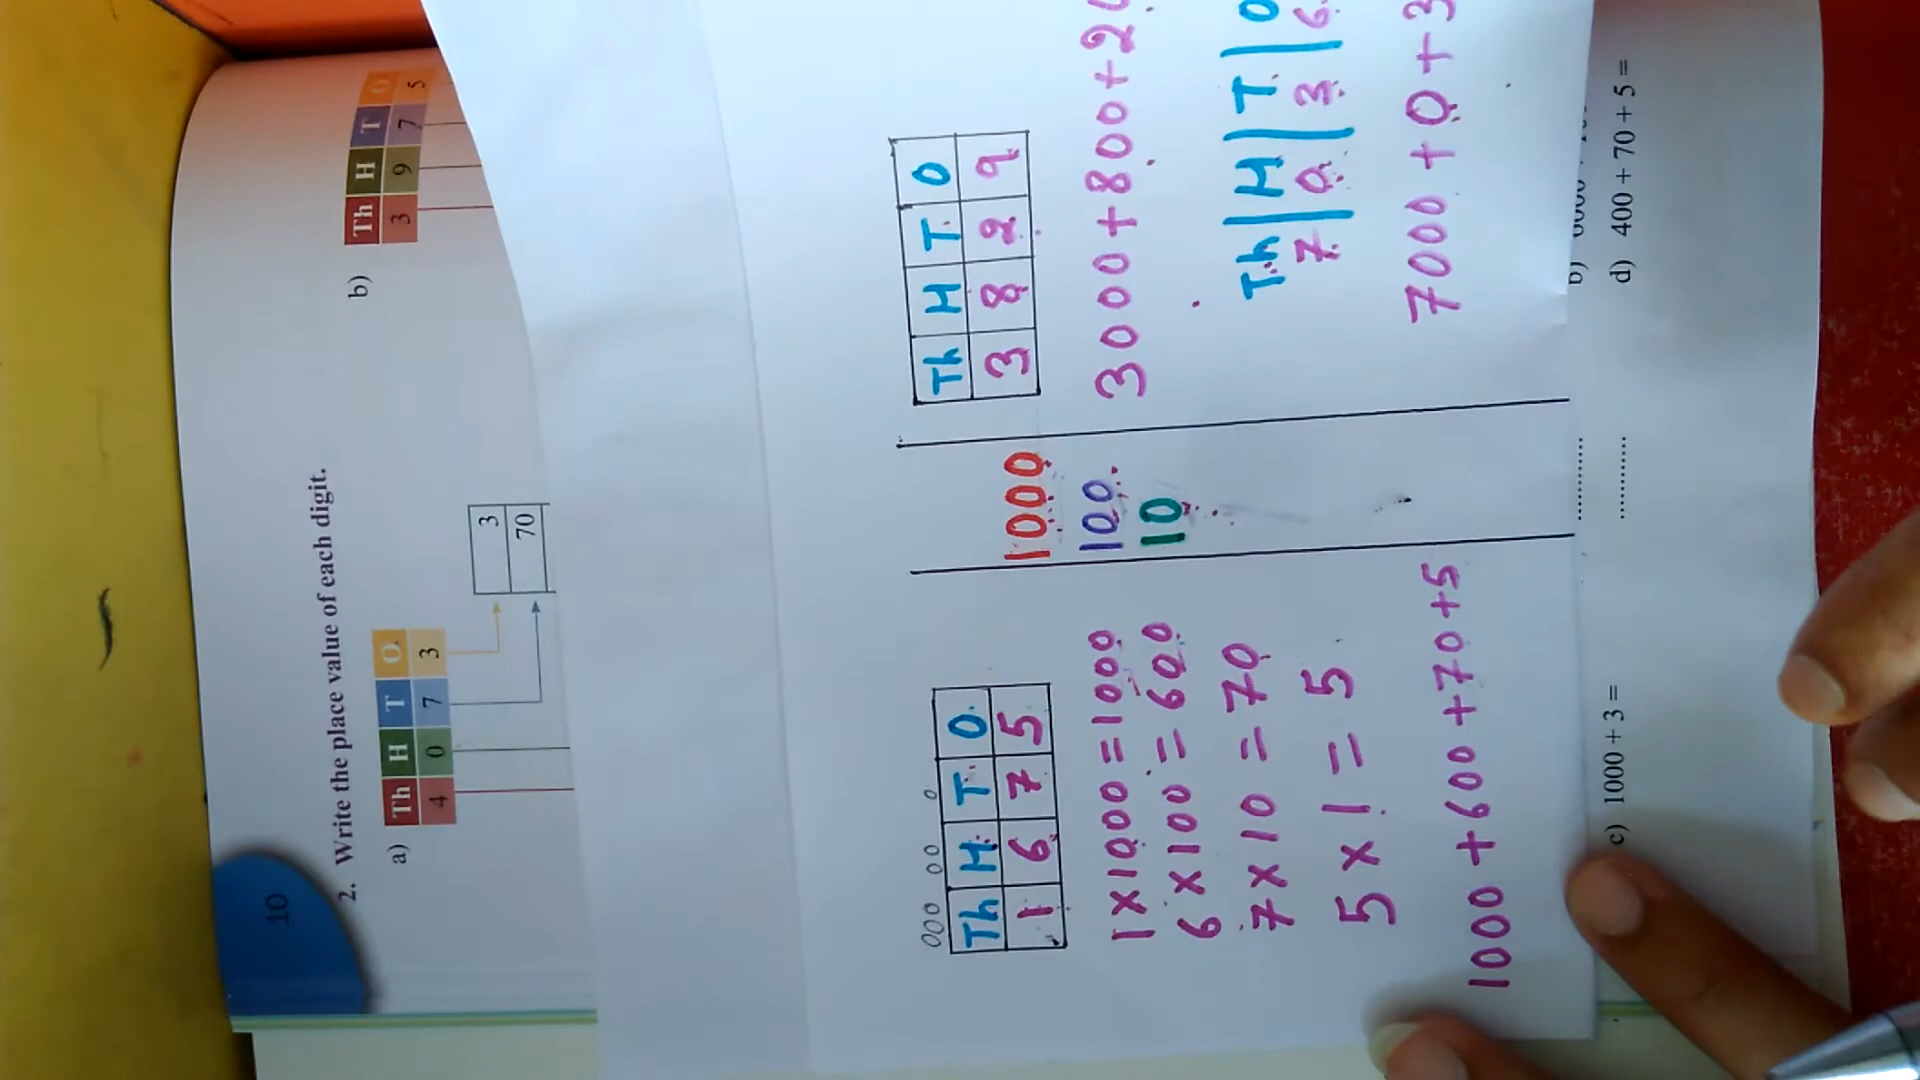 10
2. Write the place value of each digit.
a)
Th H T O
4 0 7 3
3
70
b)
Th H T O
3 9 7 5
000 00 0
Th H T O
1 6 7 5
1×1000=1000
6×100=600
7×10=70
5×1=5
1000+600+70+5
1000
100
10
Th H T O
3 8 2 9
3000+800+2
Th|H|T|O
7|0|3|6
7000+0+3
b)
c) 1000 + 3 = ............
d) 400 + 70 + 5 =